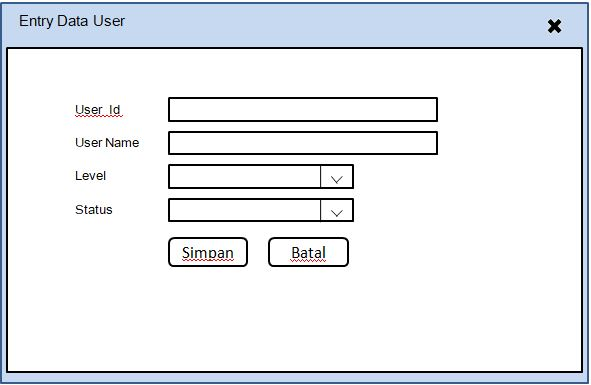 Entry Data User
User Id
User Name
Level
Status
Simpan Batal